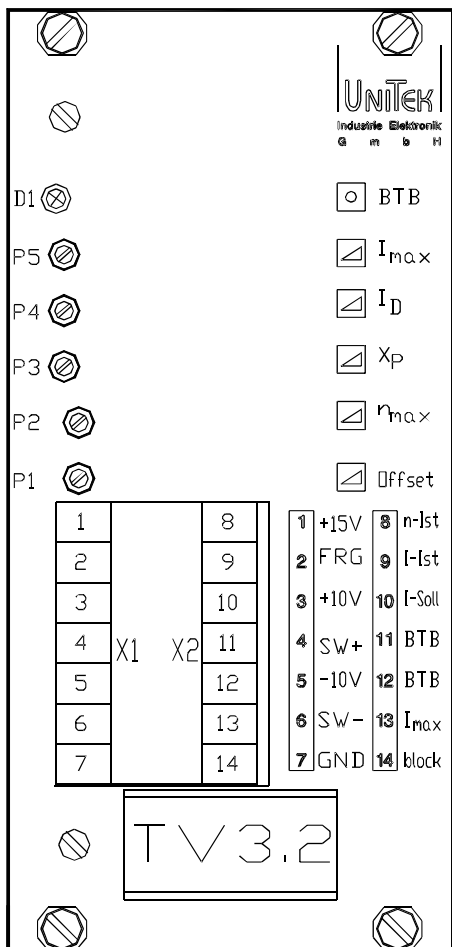 UNITEK
Industrie Elektronik
G m b H
D1 BTB
P5 Imax
P4 ID
P3 XP
P2 nmax
P1 Offset
1 8 1 +15V 8 n-Ist
2 9 2 FRG 9 I-Ist
3 10 3 +10V 10 I-Soll
4 X1 X2 11 4 SW+ 11 BTB
5 12 5 -10V 12 BTB
6 13 6 SW- 13 Imax
7 14 7 GND 14 block
TV3.2